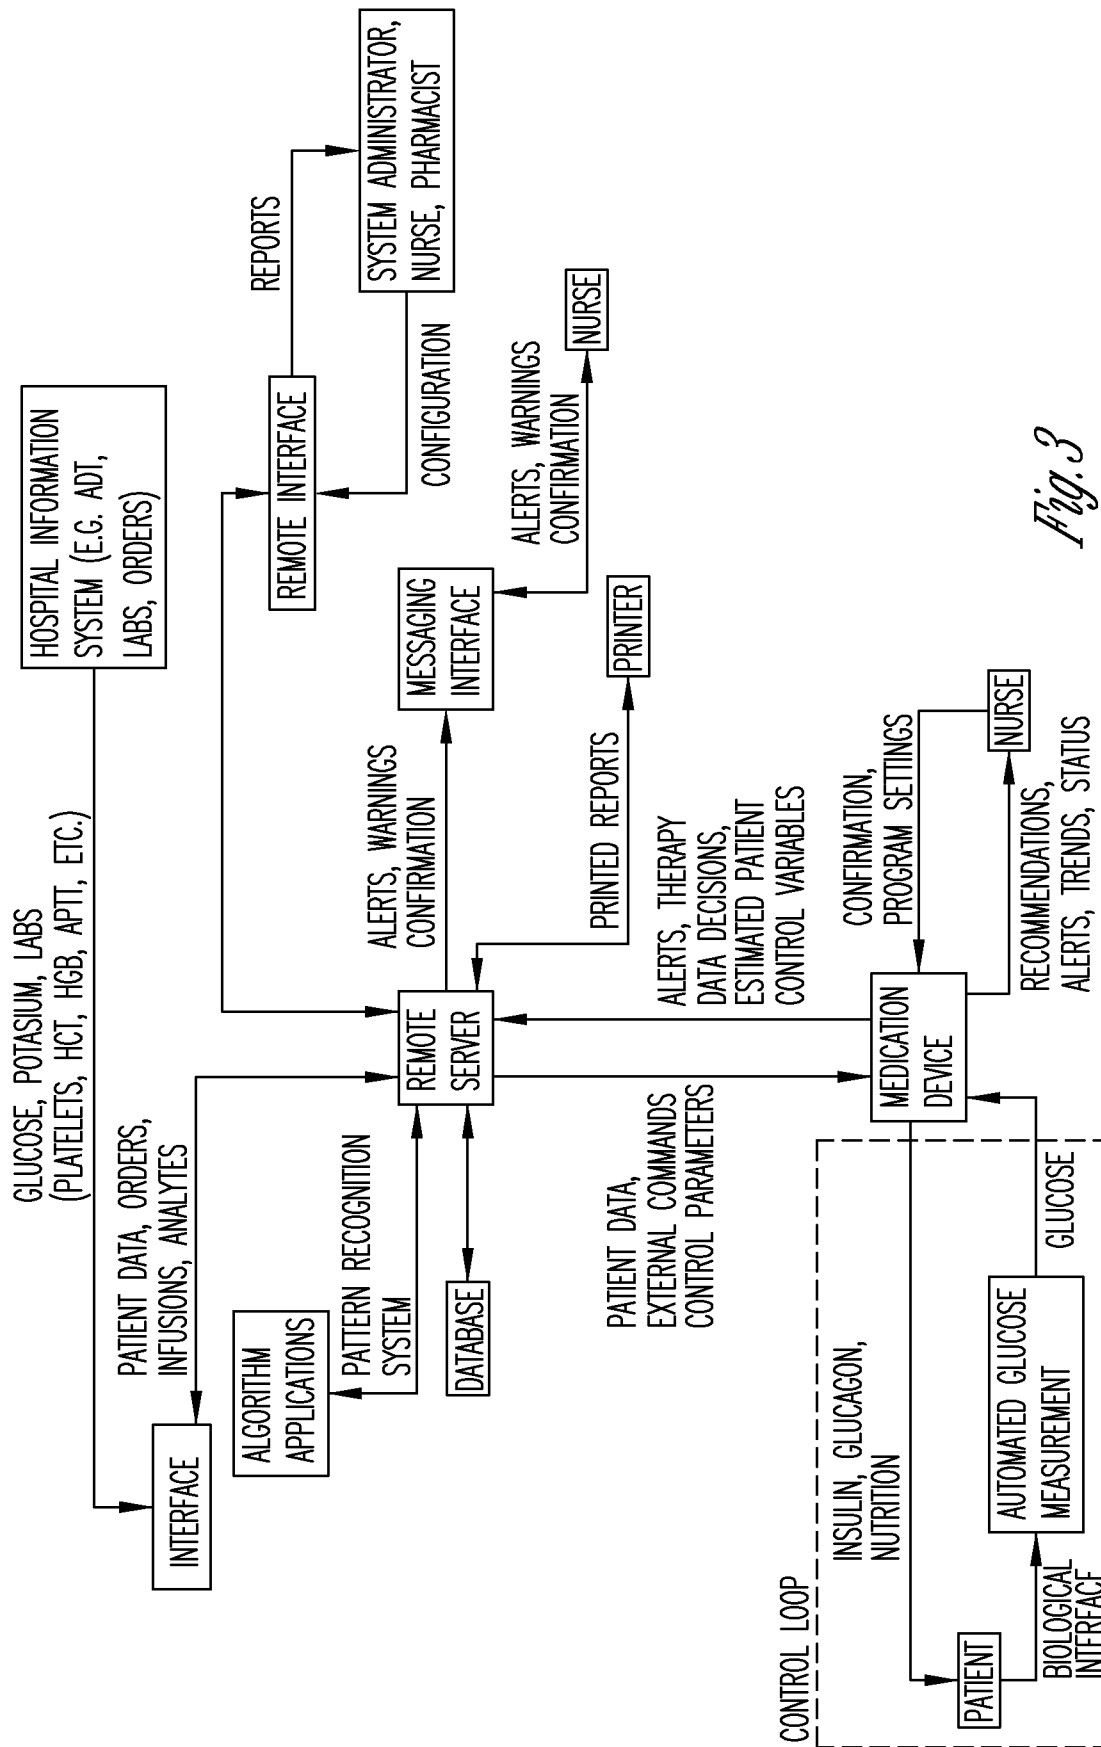 GLUCOSE, POTASIUM, LABS
(PLATELETS, HCT, HGB, APTT, ETC.)
HOSPITAL INFORMATION
SYSTEM (E.G. ADT,
LABS, ORDERS)
INTERFACE
PATIENT DATA, ORDERS,
INFUSIONS, ANALYTES
REMOTE INTERFACE
REPORTS
SYSTEM ADMINISTRATOR,
NURSE, PHARMACIST
CONFIGURATION
ALGORITHM
APPLICATIONS
PATTERN RECOGNITION
SYSTEM
DATABASE
REMOTE
SERVER
ALERTS, WARNINGS
CONFIRMATION
MESSAGING
INTERFACE
ALERTS, WARNINGS
CONFIRMATION
NURSE
PRINTED REPORTS
PRINTER
PATIENT DATA,
EXTERNAL COMMANDS
CONTROL PARAMETERS
ALERTS, THERAPY
DATA DECISIONS,
ESTIMATED PATIENT
CONTROL VARIABLES
CONTROL LOOP
INSULIN, GLUCAGON,
NUTRITION
PATIENT
BIOLOGICAL
INTERFACE
AUTOMATED GLUCOSE
MEASUREMENT
GLUCOSE
MEDICATION
DEVICE
CONFIRMATION,
PROGRAM SETTINGS
NURSE
RECOMMENDATIONS,
ALERTS, TRENDS, STATUS
Fig. 3